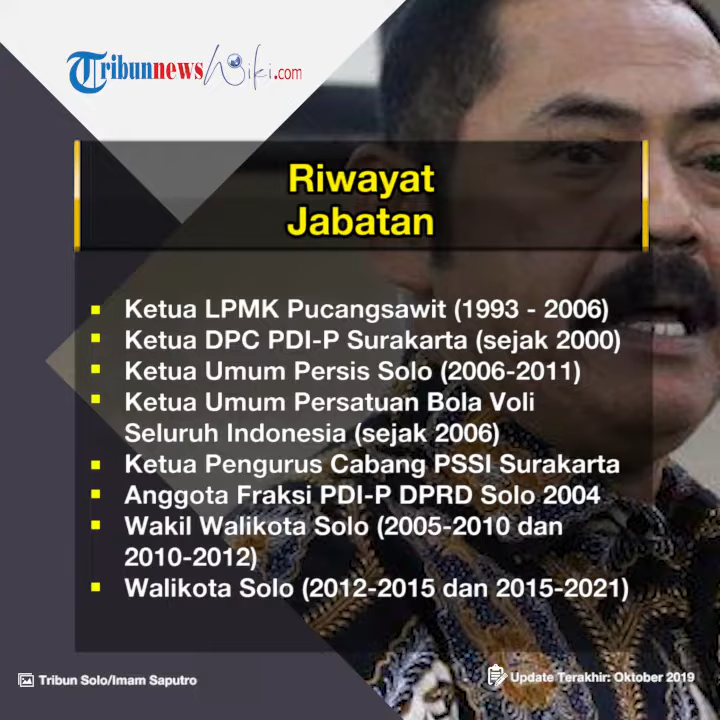 TribunnewsWiki.com
Riwayat
Jabatan
Ketua LPMK Pucangsawit (1993 - 2006)
Ketua DPC PDI-P Surakarta (sejak 2000)
Ketua Umum Persis Solo (2006-2011)
Ketua Umum Persatuan Bola Voli
Seluruh Indonesia (sejak 2006)
Ketua Pengurus Cabang PSSI Surakarta
Anggota Fraksi PDI-P DPRD Solo 2004
Wakil Walikota Solo (2005-2010 dan
2010-2012)
Walikota Solo (2012-2015 dan 2015-2021)
Tribun Solo/Imam Saputro
Update Terakhir: Oktober 2019